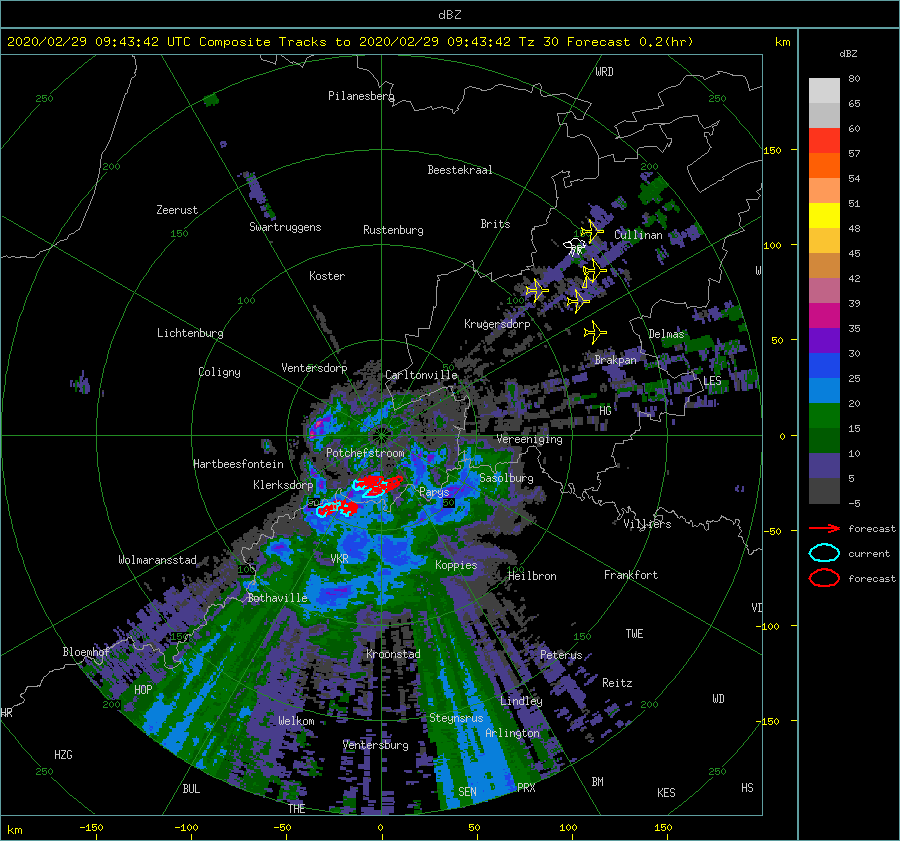 dBZ
2020/02/29 09:43:42 UTC Composite Tracks to 2020/02/29 09:43:42 Tz 30 Forecast 0.2(hr)
km
dBZ
WRD
80
250
Pilanesberg
250
65
60
150
57
200
Beestekraal
200
54
Zeerust
51
Swartruggens
Rustenburg
Brits
150
Cullinan
48
100
45
Koster
W
42
100
100
39
Lichtenburg
Krugersdorp
Delmas
35
50
Ventersdorp
Brakpan
30
Coligny
Carltonville
LES
25
HG
20
0
Vereeniging
15
Potchefstroom
10
Hartbeesfontein
Klerksdorp
Parys
Sasolburg
5
50
-5
Villiers
forecast
-50
current
Wolmaransstad
VKR
Koppies
100
100
Heilbron
Frankfort
forecast
Bothaville
VI
-100
150
150
TWE
Bloemhof
Kroonstad
Peterus
HOP
Reitz
200
Lindley
200
WD
HR
Welkom
Steynsrus
-150
Arlington
HZG
Ventersburg
250
250
BUL
SEN
PRX
BM
KES
HS
THE
km
-150
-100
-50
0
50
100
150